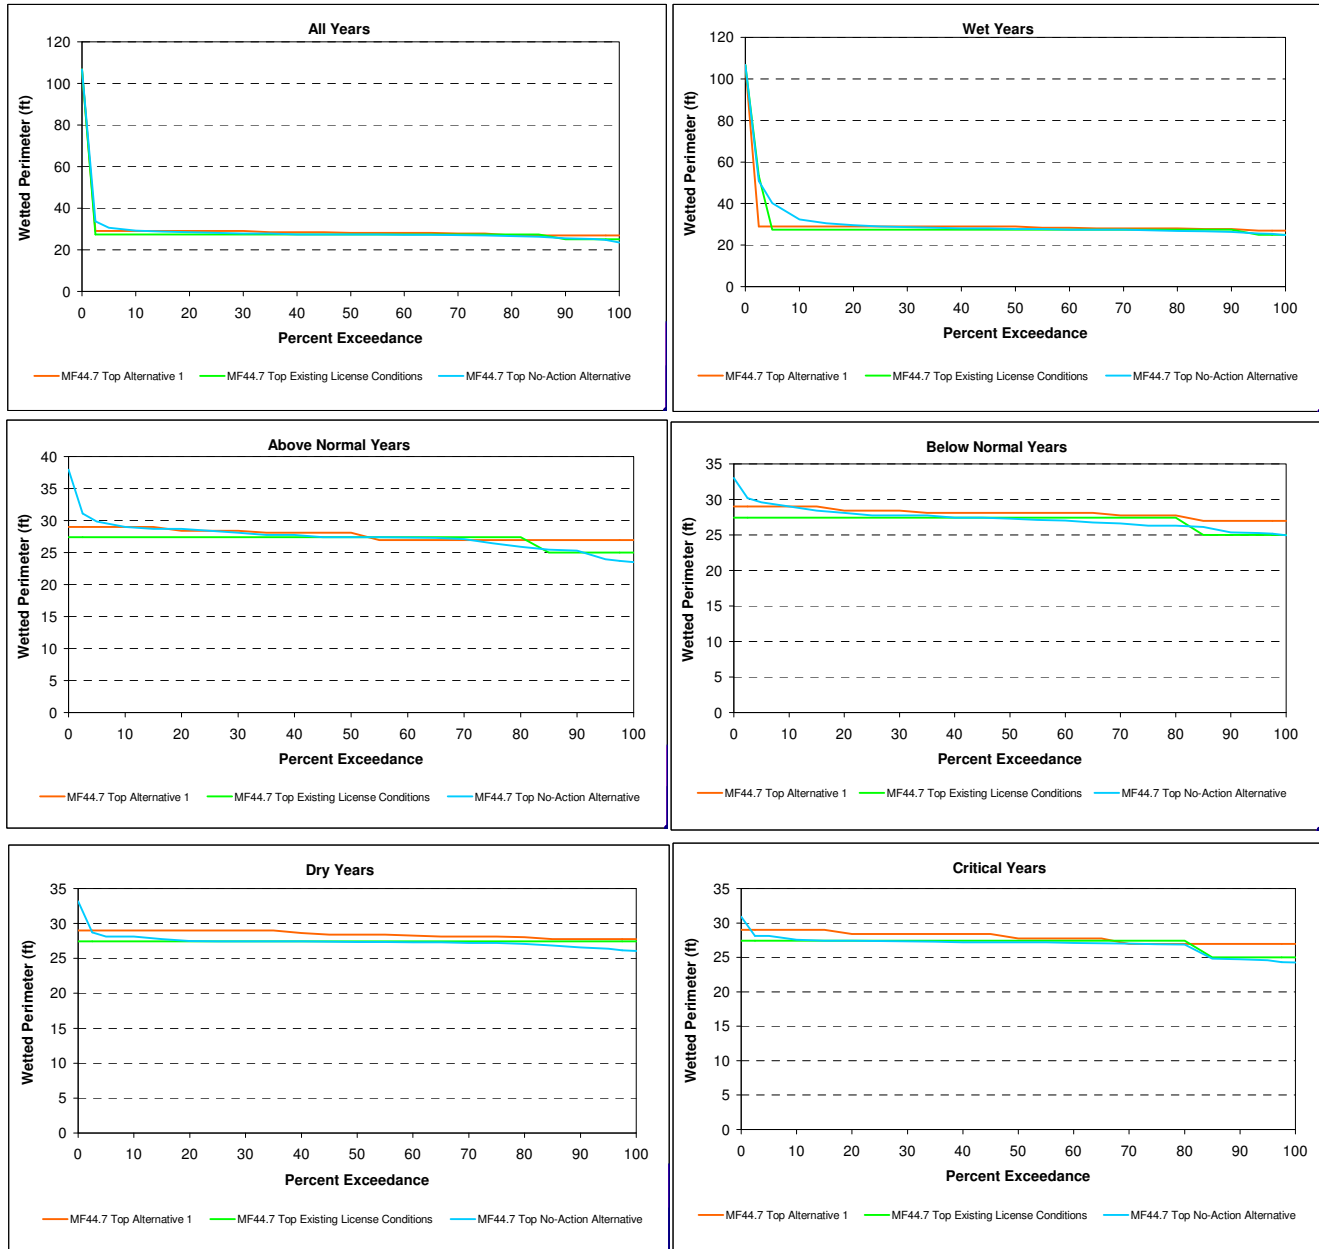 All Years
Wetted Perimeter (ft)
120
100
80
60
40
20
0
0 10 20 30 40 50 60 70 80 90 100
Percent Exceedance
MF44.7 Top Alternative 1 MF44.7 Top Existing License Conditions MF44.7 Top No-Action Alternative
Wet Years
Wetted Perimeter (ft)
120
100
80
60
40
20
0
0 10 20 30 40 50 60 70 80 90 100
Percent Exceedance
MF44.7 Top Alternative 1 MF44.7 Top Existing License Conditions MF44.7 Top No-Action Alternative
Above Normal Years
Wetted Perimeter (ft)
40
35
30
25
20
15
10
5
0
0 10 20 30 40 50 60 70 80 90 100
Percent Exceedance
MF44.7 Top Alternative 1 MF44.7 Top Existing License Conditions MF44.7 Top No-Action Alternative
Below Normal Years
Wetted Perimeter (ft)
35
30
25
20
15
10
5
0
0 10 20 30 40 50 60 70 80 90 100
Percent Exceedance
MF44.7 Top Alternative 1 MF44.7 Top Existing License Conditions MF44.7 Top No-Action Alternative
Dry Years
Wetted Perimeter (ft)
35
30
25
20
15
10
5
0
0 10 20 30 40 50 60 70 80 90 100
Percent Exceedance
MF44.7 Top Alternative 1 MF44.7 Top Existing License Conditions MF44.7 Top No-Action Alternative
Critical Years
Wetted Perimeter (ft)
35
30
25
20
15
10
5
0
0 10 20 30 40 50 60 70 80 90 100
Percent Exceedance
MF44.7 Top Alternative 1 MF44.7 Top Existing License Conditions MF44.7 Top No-Action Alternative